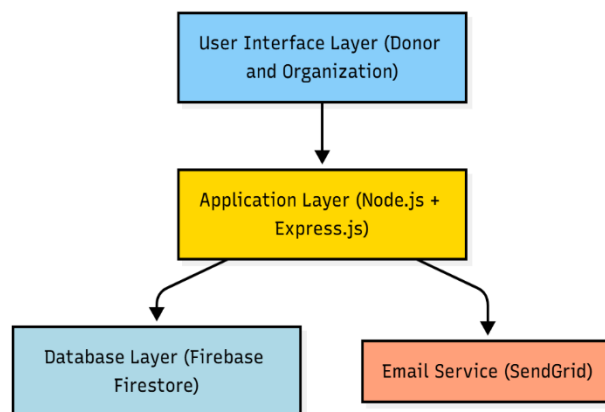 User Interface Layer (Donor
and Organization)
Application Layer (Node.js +
Express.js)
Database Layer (Firebase
Firestore)
Email Service (SendGrid)